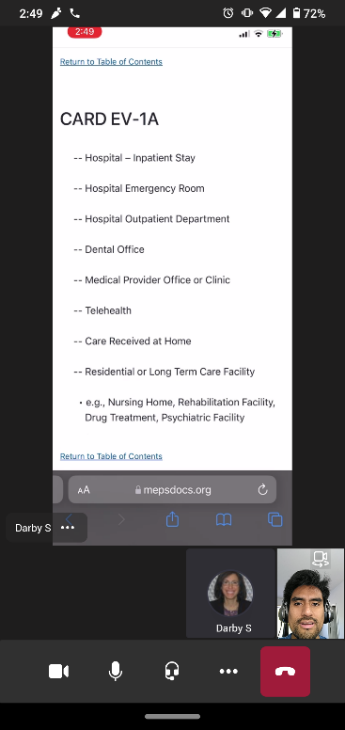 2:49
72%
2:49
Return to Table of Contents
CARD EV-1A
-- Hospital – Inpatient Stay
-- Hospital Emergency Room
-- Hospital Outpatient Department
-- Dental Office
-- Medical Provider Office or Clinic
-- Telehealth
-- Care Received at Home
-- Residential or Long Term Care Facility
• e.g., Nursing Home, Rehabilitation Facility,
Drug Treatment, Psychiatric Facility
Return to Table of Contents
AA
mepsdocs.org
Darby S
Darby S